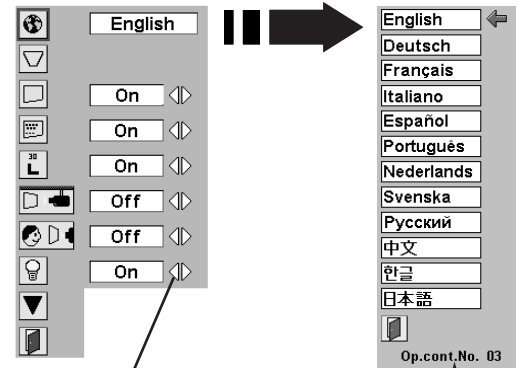 English
On
30
L
On
On
Off
Off
On
English
Deutsch
Français
Italiano
Español
Português
Nederlands
Svenska
Русский
中文
한글
日本語
Op.cont.No. 03